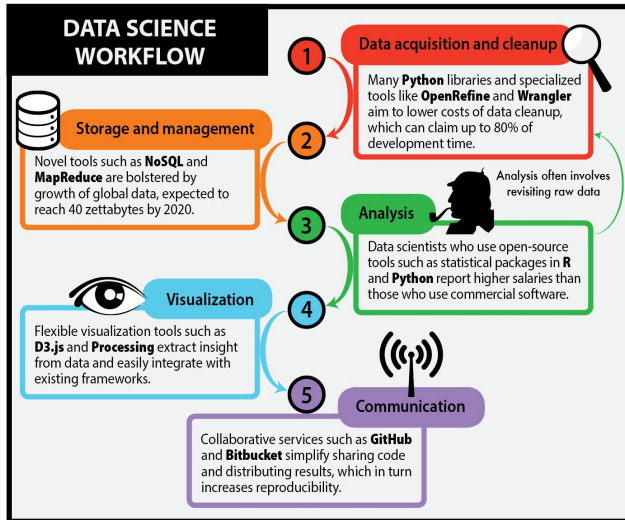 DATA SCIENCE
WORKFLOW
1
Data acquisition and cleanup
Many Python libraries and specialized
tools like OpenRefine and Wrangler
aim to lower costs of data cleanup,
which can claim up to 80% of
development time.
Storage and management
2
Novel tools such as NoSQL and
MapReduce are bolstered by
growth of global data, expected to
reach 40 zettabytes by 2020.
Analysis often involves
revisiting raw data
3
Analysis
Data scientists who use open-source
tools such as statistical packages in R
and Python report higher salaries than
those who use commercial software.
Visualization
4
Flexible visualization tools such as
D3.js and Processing extract insight
from data and easily integrate with
existing frameworks.
5
Communication
Collaborative services such as GitHub
and Bitbucket simplify sharing code
and distributing results, which in turn
increases reproducibility.